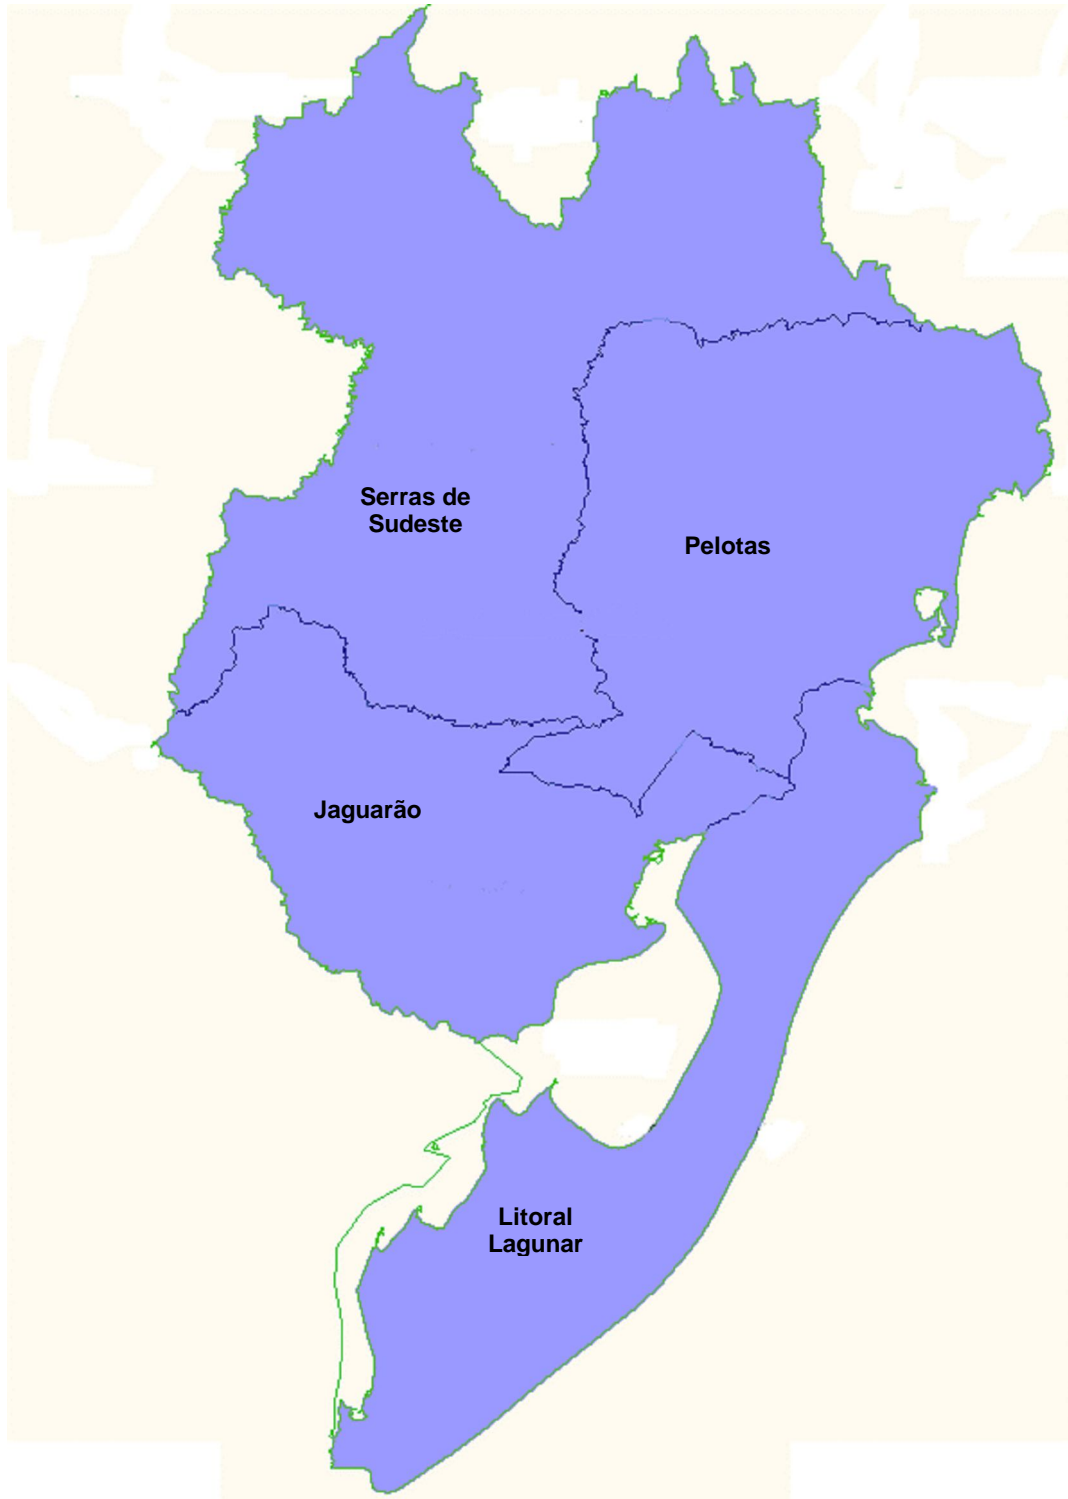 Serras de
Sudeste
Pelotas
Jaguarão
Litoral
Lagunar